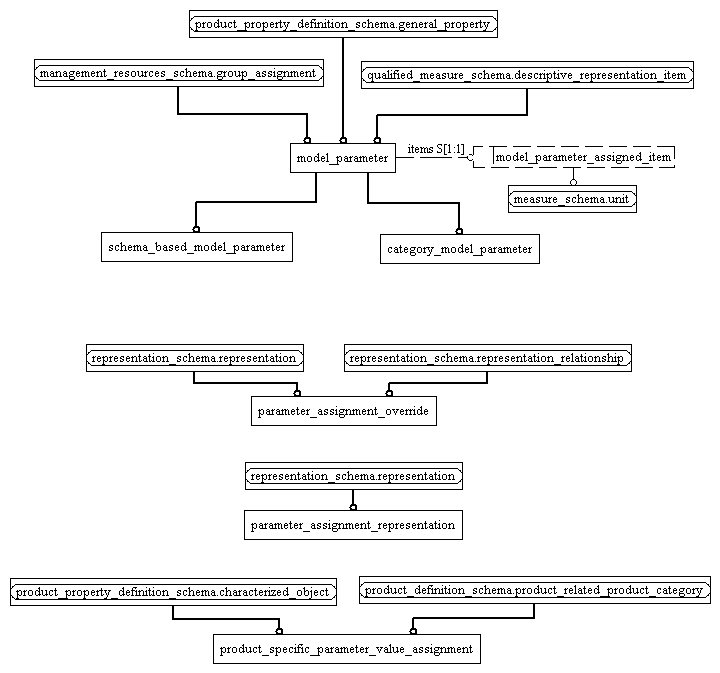 product_property_definition_schema.general_property
management_resources_schema.group_assignment
qualified_measure_schema.descriptive_representation_item
model_parameter
items S[1:1]
model_parameter_assigned_item
measure_schema.unit
schema_based_model_parameter
category_model_parameter
representation_schema.representation
representation_schema.representation_relationship
parameter_assignment_override
representation_schema.representation
parameter_assignment_representation
product_property_definition_schema.characterized_object
product_definition_schema.product_related_product_category
product_specific_parameter_value_assignment